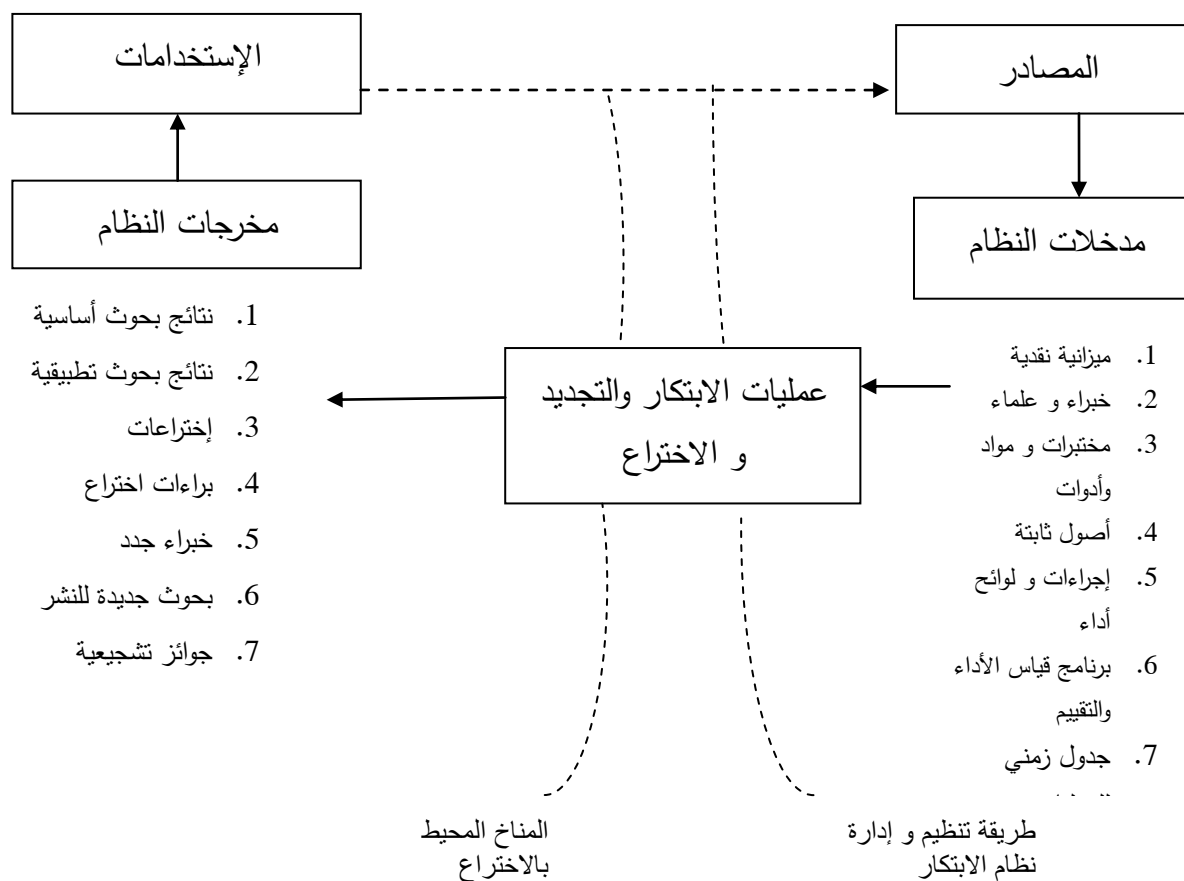 المصادر
الإستخدامات
مدخلات النظام
مخرجات النظام
1. ميزانية نقدية
2. خبراء و علماء
3. مختبرات و مواد
وأدوات
4. أصول ثابتة
5. إجراءات و لوائح
أداء
6. برنامج قياس الأداء
والتقييم
7. جدول زمني
عمليات الابتكار والتجديد
و الاختراع
1. نتائج بحوث أساسية
2. نتائج بحوث تطبيقية
3. إختراعات
4. براءات اختراع
5. خبراء جدد
6. بحوث جديدة للنشر
7. جوائز تشجيعية
طريقة تنظيم و إدارة
نظام الابتكار
المناخ المحيط
بالاختراع